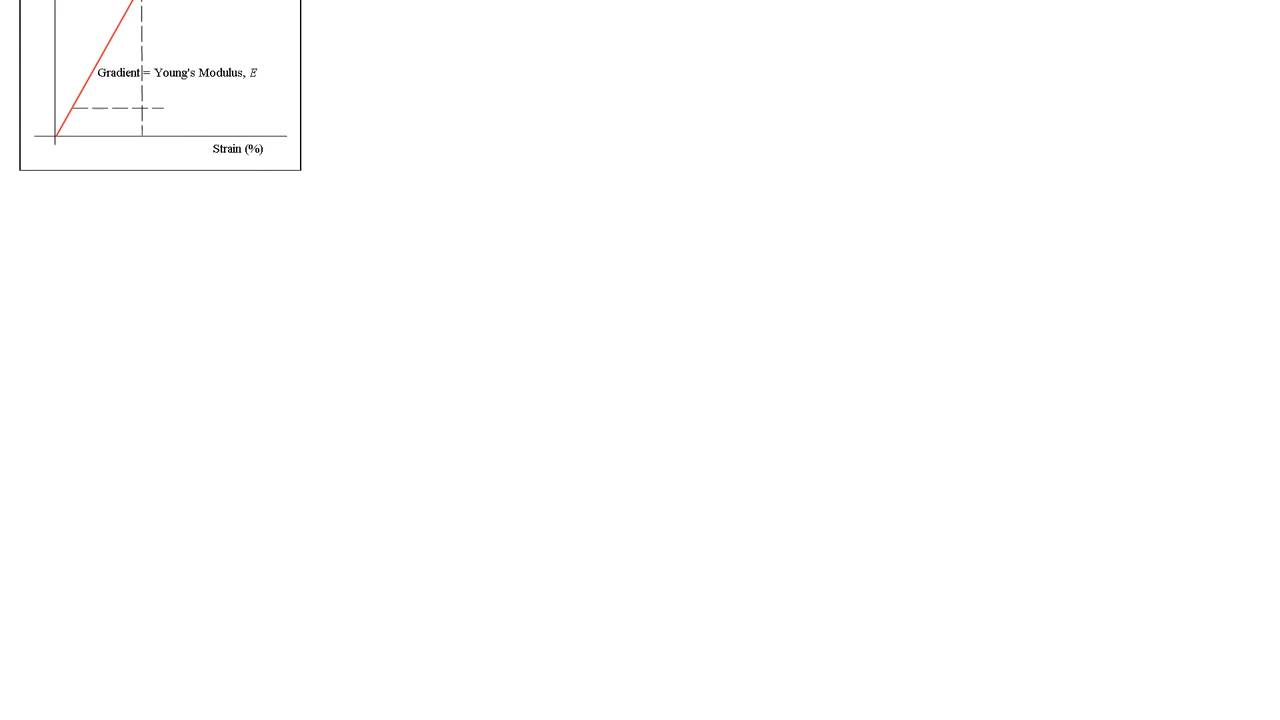 Gradient = Young's Modulus, E
Strain (%)